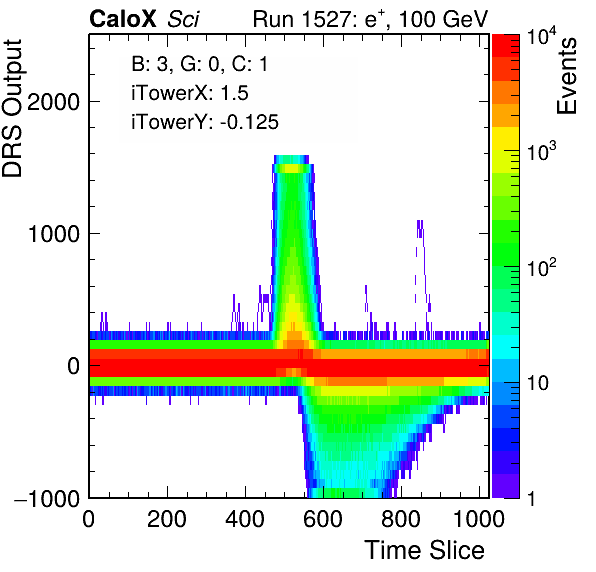 CaloX Sci Run 1527: e⁺, 100 GeV
B: 3, G: 0, C: 1
iTowerX: 1.5
iTowerY: -0.125
DRS Output
2000
1000
0
−1000
0 200 400 600 800 1000
Time Slice
Events
10⁴
10³
10²
10
1